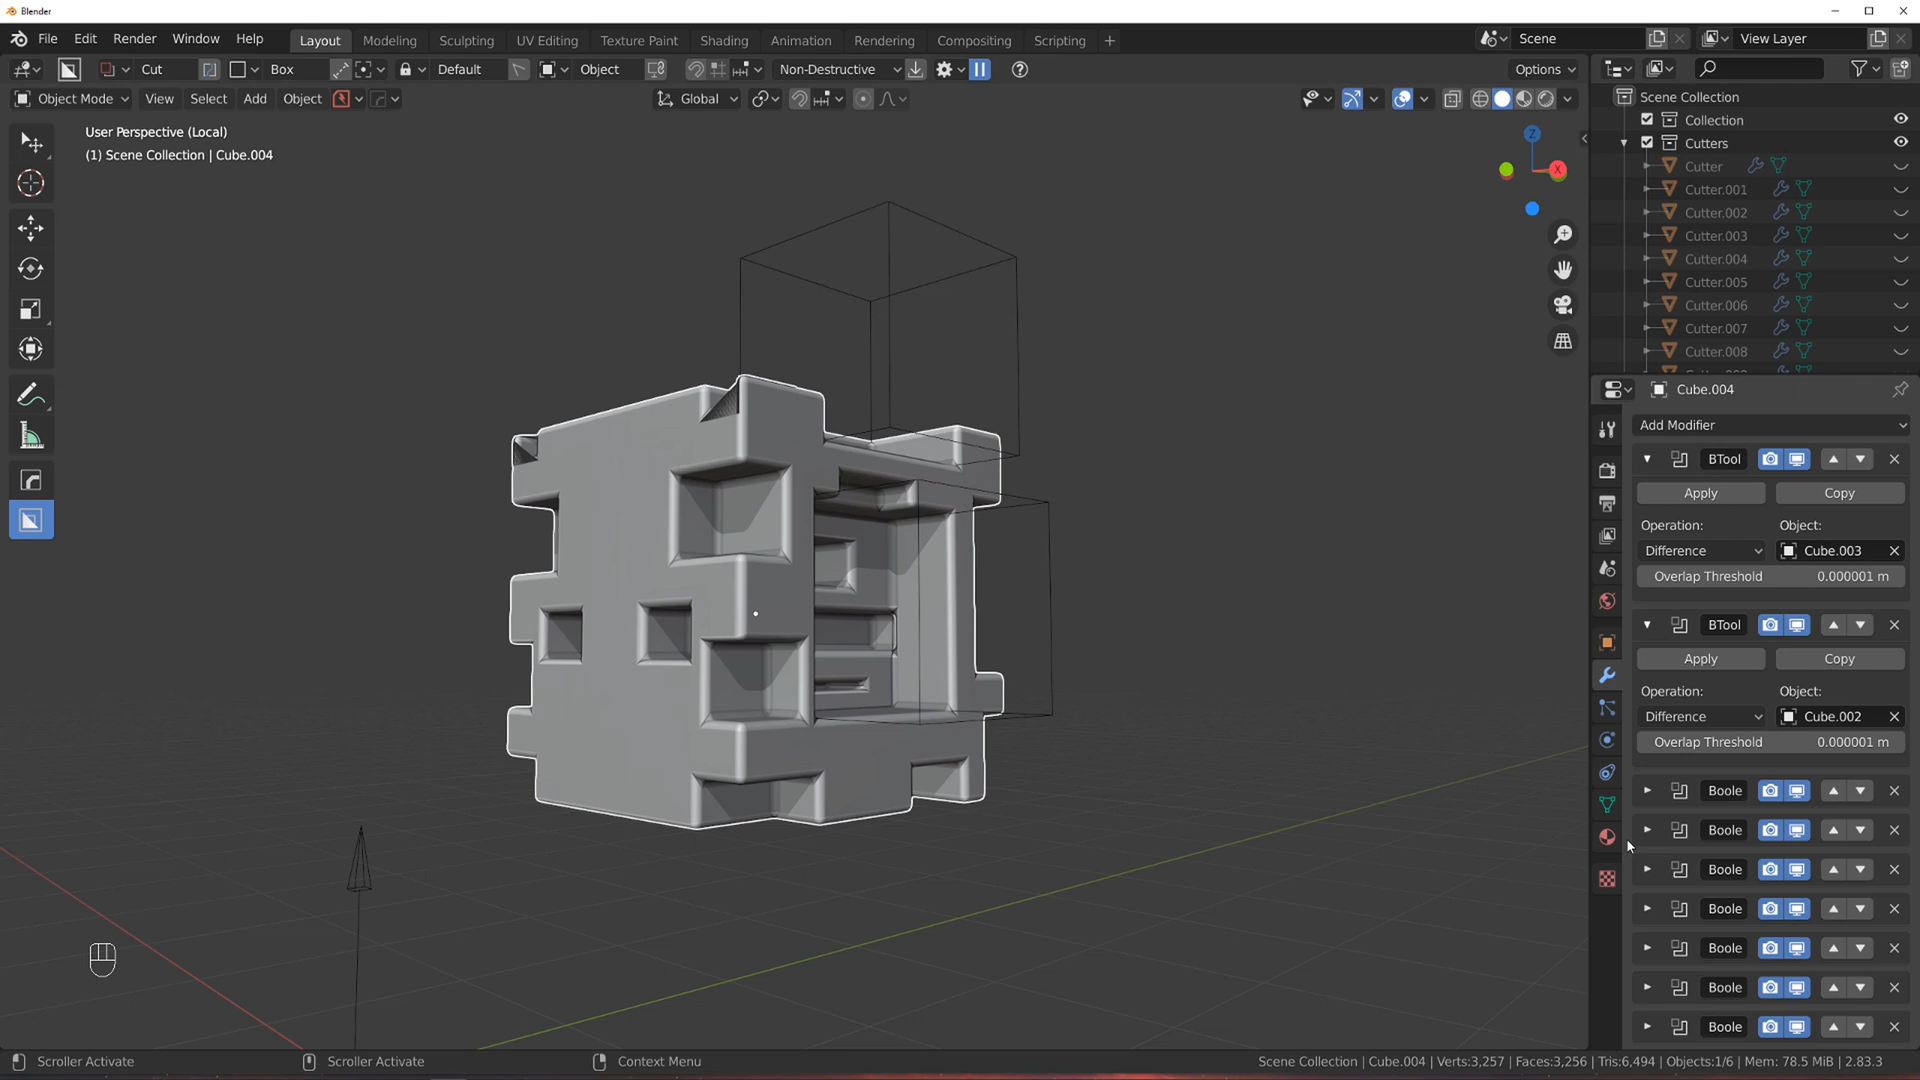 Blender
File Edit Render Window Help Layout Modeling Sculpting UV Editing Texture Paint Shading Animation Rendering Compositing Scripting + Scene View Layer
Cut Box Default Object Non-Destructive Options
Object Mode View Select Add Object Global
User Perspective (Local)
(1) Scene Collection | Cube.004
Z
X
Scene Collection
Collection
Cutters
Cutter
Cutter.001
Cutter.002
Cutter.003
Cutter.004
Cutter.005
Cutter.006
Cutter.007
Cutter.008
Cube.004
Add Modifier
BTool
Apply Copy
Operation: Object:
Difference Cube.003
Overlap Threshold 0.000001 m
BTool
Apply Copy
Operation: Object:
Difference Cube.002
Overlap Threshold 0.000001 m
Boole
Boole
Boole
Boole
Boole
Boole
Boole
Scroller Activate Scroller Activate Context Menu Scene Collection | Cube.004 | Verts:3,257 | Faces:3,256 | Tris:6,494 | Objects:1/6 | Mem: 78.5 MiB | 2.83.3